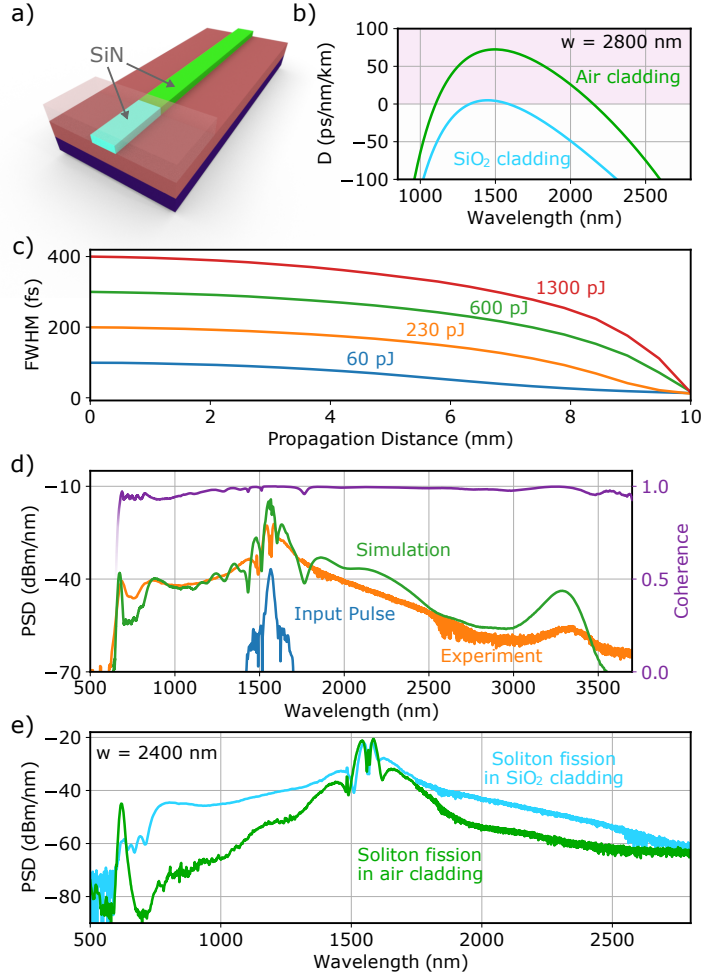 a)
SiN
b)
w = 2800 nm
Air cladding
SiO₂ cladding
D (ps/nm/km)
100
50
0
−50
−100
1000 1500 2000 2500
Wavelength (nm)
c)
FWHM (fs)
400
200
0
1300 pJ
600 pJ
230 pJ
60 pJ
0 2 4 6 8 10
Propagation Distance (mm)
d)
PSD (dBm/nm)
−10
−40
−70
Simulation
Input Pulse
Experiment
1.0
0.5
0.0
Coherence
500 1000 1500 2000 2500 3000 3500
Wavelength (nm)
e)
w = 2400 nm
PSD (dBm/nm)
−20
−40
−60
−80
Soliton fission
in SiO₂ cladding
Soliton fission
in air cladding
500 1000 1500 2000 2500
Wavelength (nm)